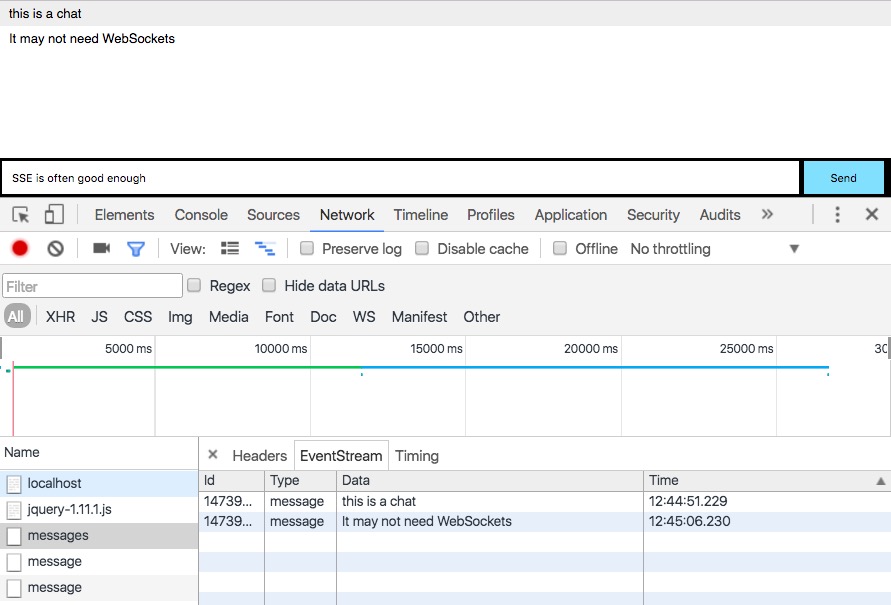 this is a chat
It may not need WebSockets
SSE is often good enough Send
Elements Console Sources Network Timeline Profiles Application Security Audits »
View: Preserve log Disable cache Offline No throttling
Filter Regex Hide data URLs
All XHR JS CSS Img Media Font Doc WS Manifest Other
5000 ms 10000 ms 15000 ms 20000 ms 25000 ms 30
Name × Headers EventStream Timing
Id Type Data Time
localhost
14739... message this is a chat 12:44:51.229
jquery-1.11.1.js
14739... message It may not need WebSockets 12:45:06.230
messages
message
message